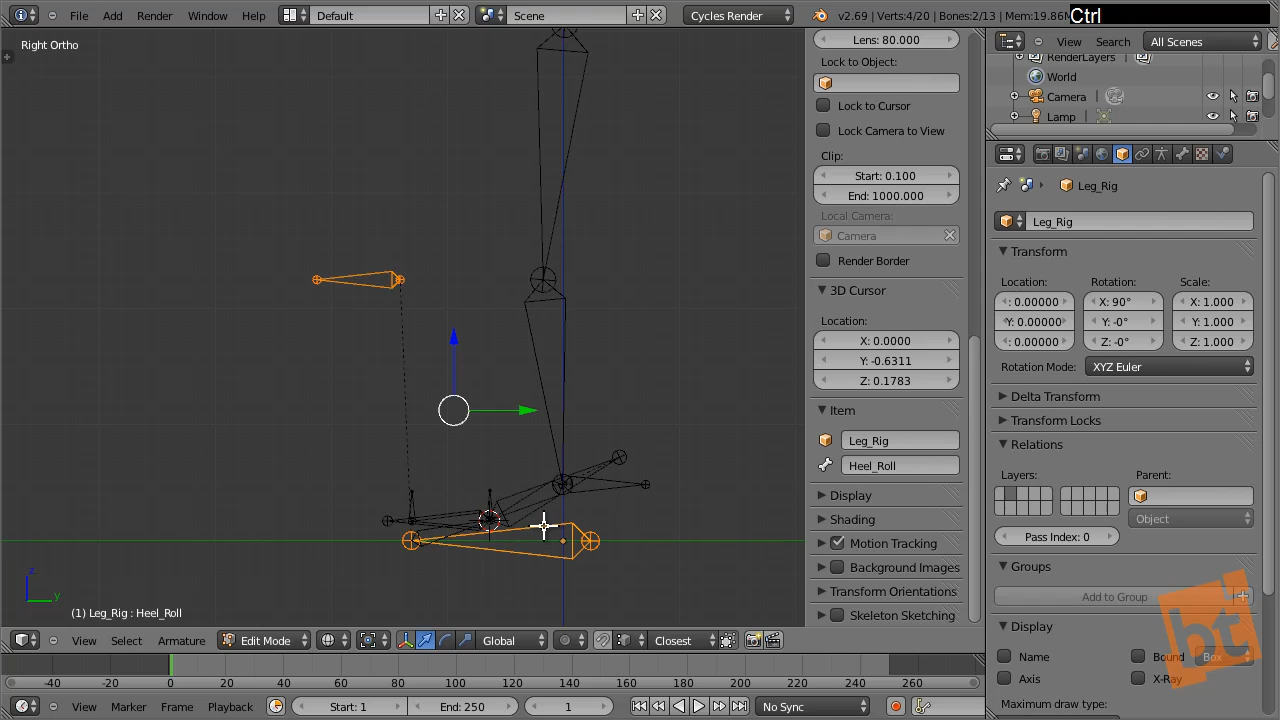 File Add Render Window Help Default Scene Cycles Render v2.69 | Verts:4/20 | Bones:2/13 | Mem:19.86M Ctrl
Right Ortho
Lens: 80.000
Lock to Object:
Lock to Cursor
Lock Camera to View
Clip:
Start: 0.100
End: 1000.000
Local Camera:
Camera
Render Border
3D Cursor
Location:
X: 0.0000
Y: -0.6311
Z: 0.1783
Item
Leg_Rig
Heel_Roll
Display
Shading
Motion Tracking
Background Images
Transform Orientations
Skeleton Sketching
View Search All Scenes
RenderLayers
World
Camera
Lamp
Leg_Rig
Leg_Rig
Transform
Location: Rotation: Scale:
: 0.00000 X: 90° X: 1.000
Y: 0.00000 Y: -0° Y: 1.000
: 0.00000 Z: -0° Z: 1.000
Rotation Mode: XYZ Euler
Delta Transform
Transform Locks
Relations
Layers: Parent:
Object
Pass Index: 0
Groups
Add to Group
Display
Name Bound Box
Axis X-Ray
Maximum draw type:
bt
z
y
(1) Leg_Rig : Heel_Roll
View Select Armature Edit Mode Global Closest
-40 -20 0 20 40 60 80 100 120 140 160 180 200 220 240 260
View Marker Frame Playback Start: 1 End: 250 1 No Sync